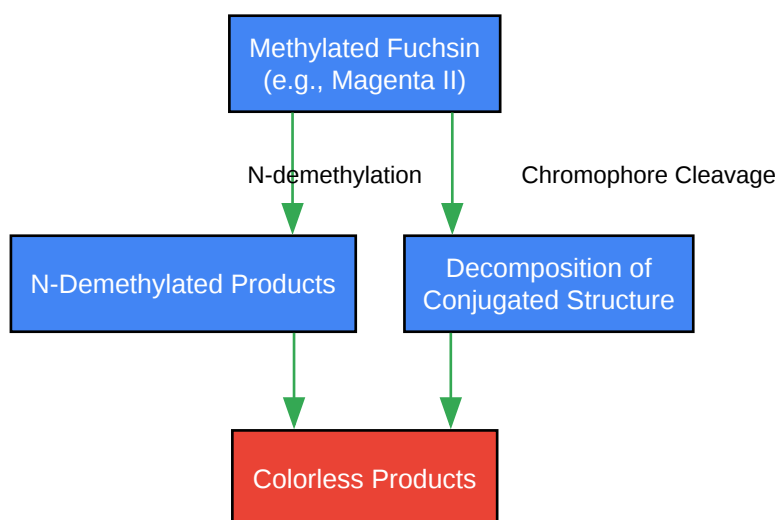 Methylated Fuchsin
(e.g., Magenta II)
N-demethylation
Chromophore Cleavage
N-Demethylated Products
Decomposition of
Conjugated Structure
Colorless Products